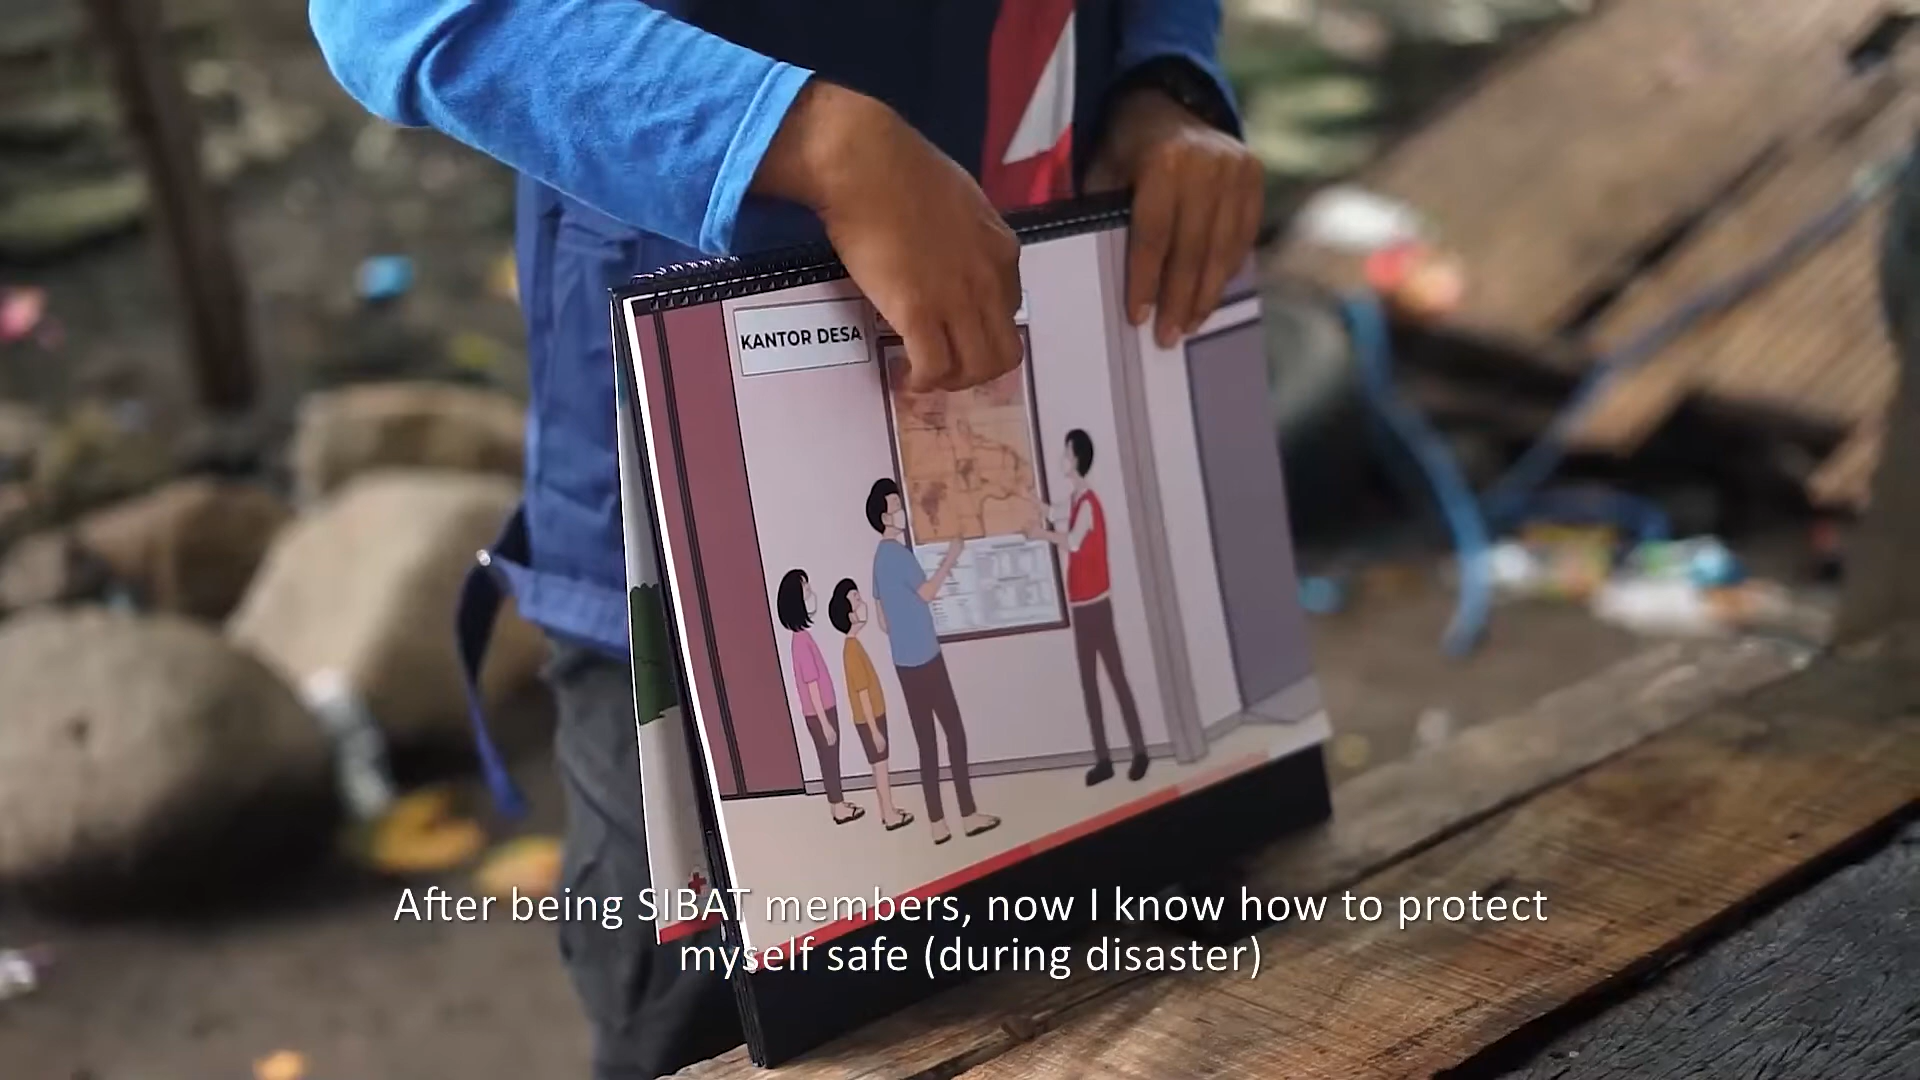 KANTOR DESA
After being SIBAT members, now I know how to protect
myself safe (during disaster)